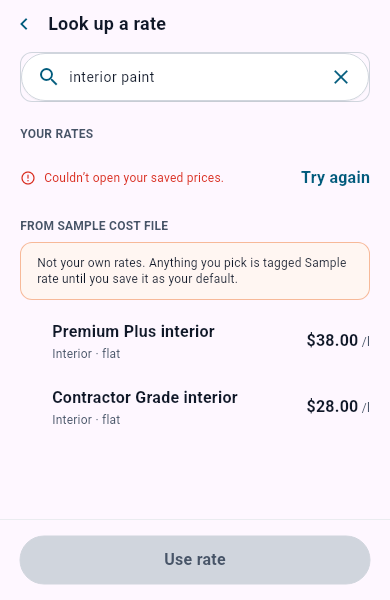 Look up a rate
interior paint
YOUR RATES
Couldn't open your saved prices.
Try again
FROM SAMPLE COST FILE
Not your own rates. Anything you pick is tagged Sample
rate until you save it as your default.
Premium Plus interior
$38.00 /l
Interior · flat
Contractor Grade interior
$28.00 /l
Interior · flat
Use rate